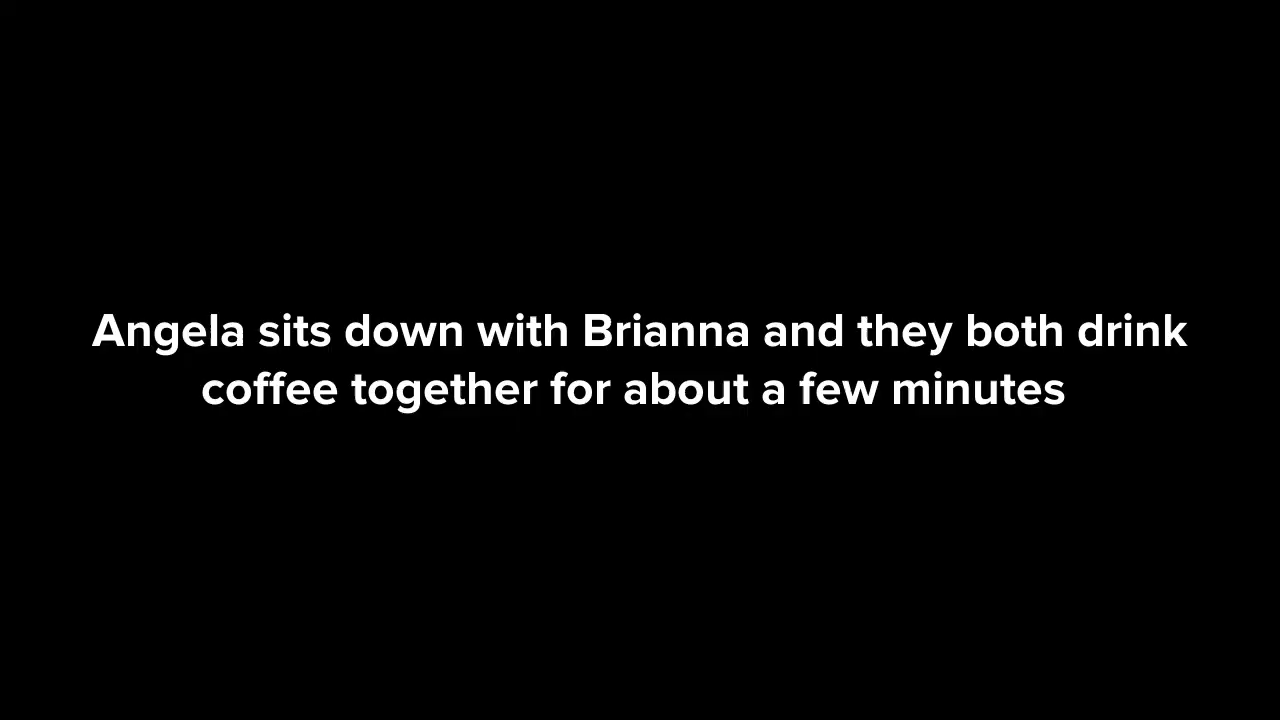 Angela sits down with Brianna and they both drink
coffee together for about a few minutes